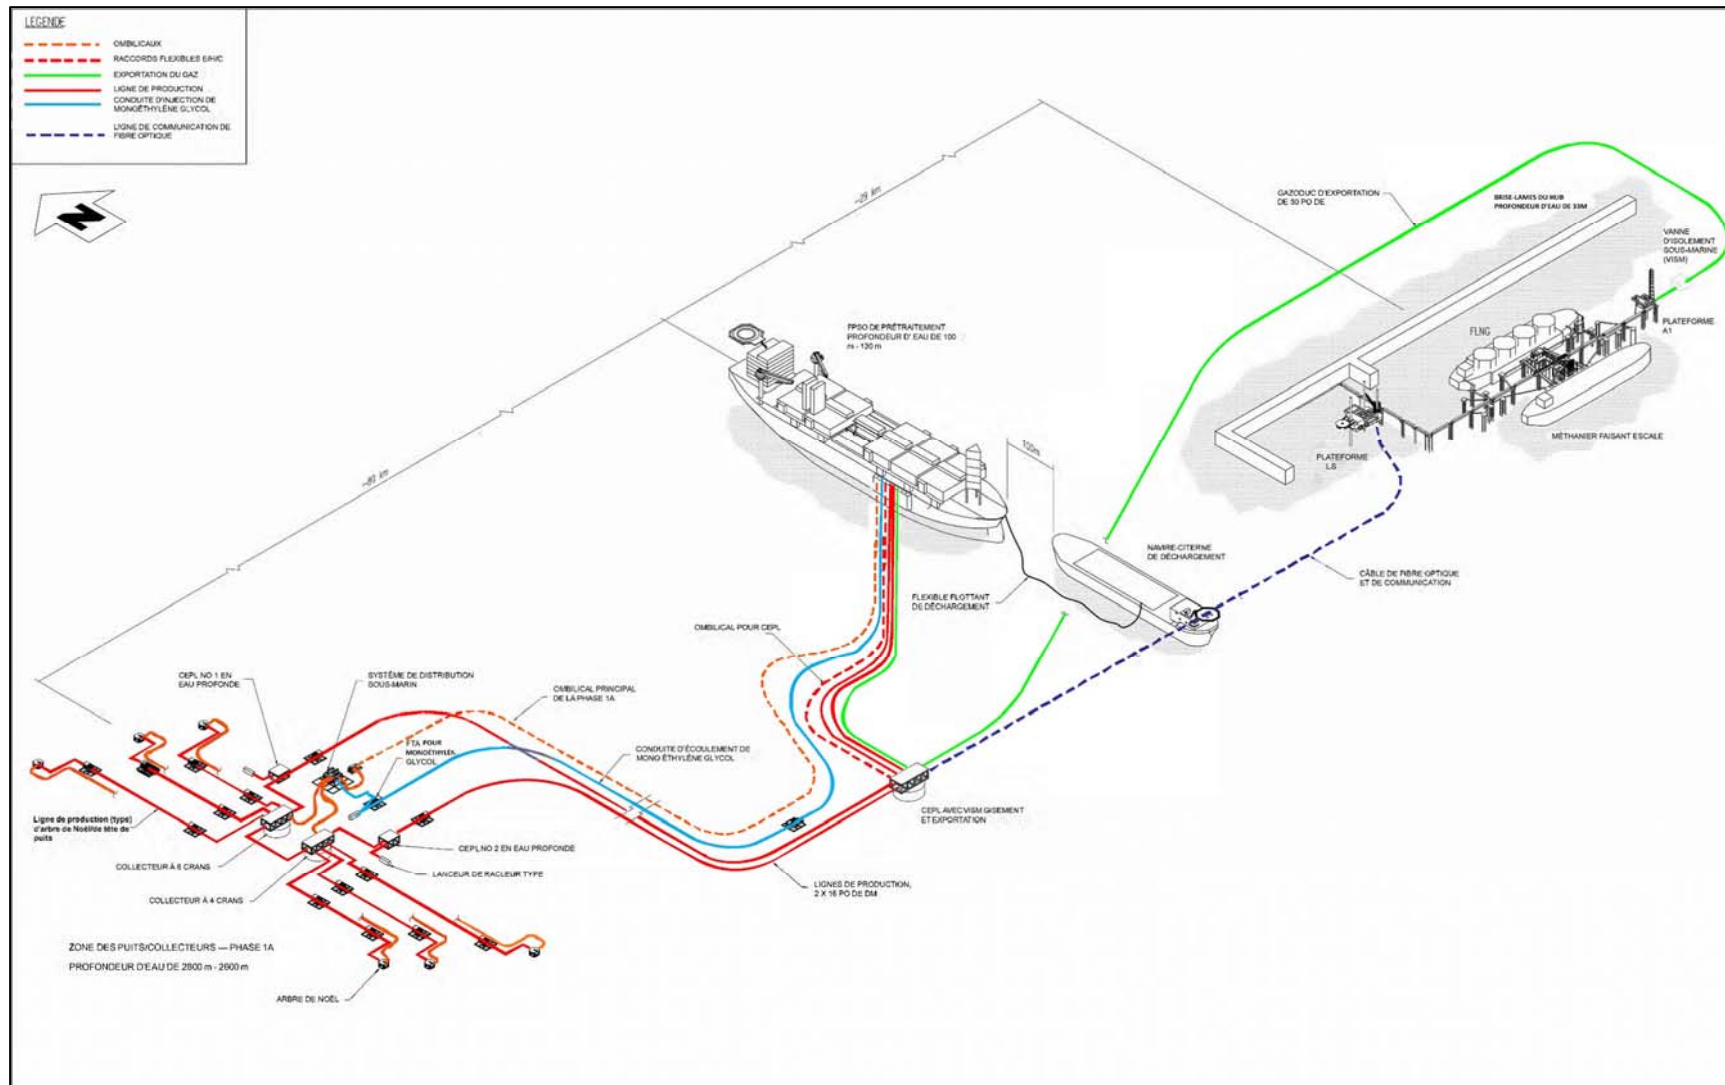 LÉGENDE
OMBILICAUX
RACCORDS FLEXIBLES E/H/C
EXPORTATION DU GAZ
LIGNE DE PRODUCTION
CONDUITE D'INJECTION DE
MONOÉTHYLÈNE GLYCOL
LIGNE DE COMMUNICATION DE
FIBRE OPTIQUE
N
~29 km
GAZODUC D'EXPORTATION
DE 30 PO DE
BRISE-LAMES DU HUB
PROFONDEUR D'EAU DE 33M
VANNE
D'ISOLEMENT
SOUS-MARINE
(VISM)
PLATEFORME
A1
FLNG
FPSO DE PRÉTRAITEMENT
PROFONDEUR D' EAU DE 100
m - 130 m
MÉTHANIER FAISANT ESCALE
PLATEFORME
LS
100m
~80 km
NAVIRE-CITERNE
DE DÉCHARGEMENT
CÂBLE DE FIBRE-OPTIQUE
ET DE COMMUNICATION
FLEXIBLE FLOTTANT
DE DÉCHARGEMENT
OMBILICAL POUR CEPL
CEPL NO 1 EN
EAU PROFONDE
SYSTÈME DE DISTRIBUTION
SOUS-MARIN
OMBILICAL PRINCIPAL
DE LA PHASE 1A
FTA POUR
MONOÉTHYLÈN
GLYCOL
CONDUITE D'ÉCOULEMENT DE
MONO ÉTHYLÈNE GLYCOL
CEPL AVEC VISM GISEMENT
ET EXPORTATION
Ligne de production (type)
d'arbre de Noël/de tête de
puits
COLLECTEUR À 6 CRANS
CEPL NO 2 EN EAU PROFONDE
LANCEUR DE RACLEUR TYPE
COLLECTEUR À 4 CRANS
LIGNES DE PRODUCTION,
2 X 16 PO DE DM
ZONE DES PUITS/COLLECTEURS — PHASE 1A
PROFONDEUR D'EAU DE 2800 m - 2600 m
ARBRE DE NOËL